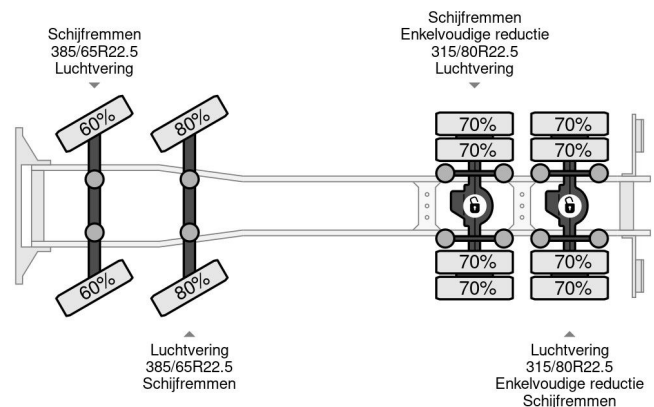 Schijfremmen
385/65R22.5
Luchtvering
Schijfremmen
Enkelvoudige reductie
315/80R22.5
Luchtvering
60%
80%
70%
70%
70%
70%
60%
80%
70%
70%
70%
70%
Luchtvering
385/65R22.5
Schijfremmen
Luchtvering
315/80R22.5
Enkelvoudige reductie
Schijfremmen